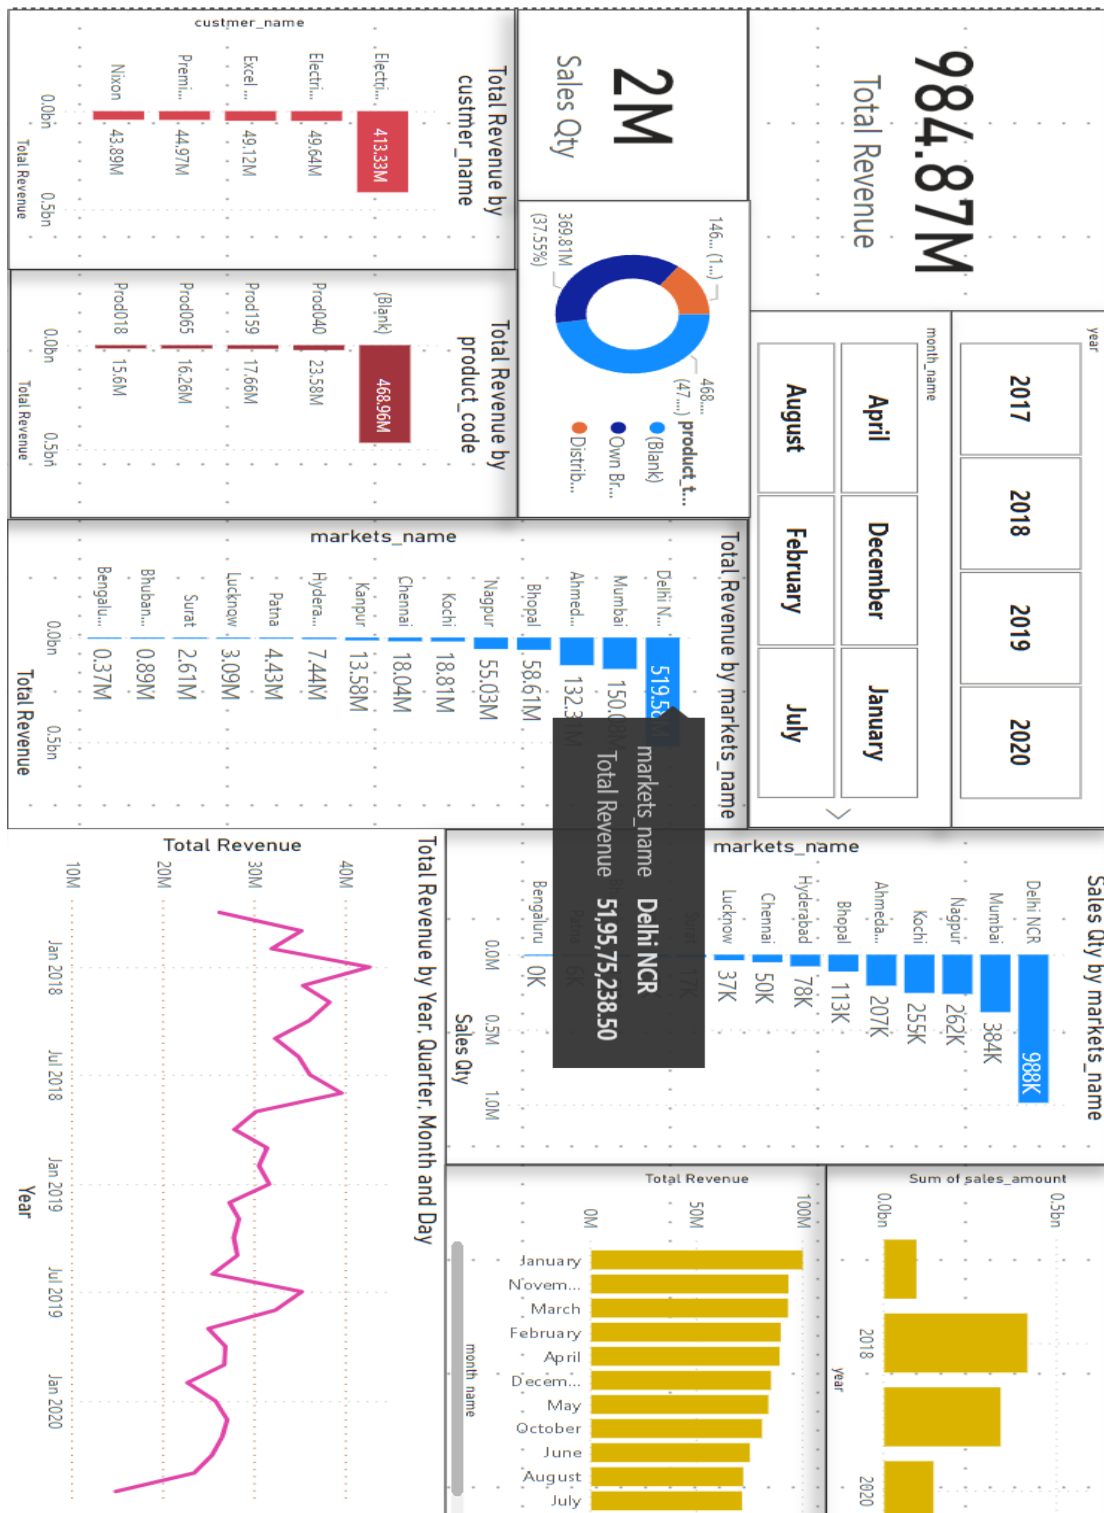 984.87M
Total Revenue
year
2017
2018
2019
2020
month_name
April
December
January
August
February
July
2M
Sales Qty
146... (1...)
369.81M
(37.55%)
468....
(47....)
product_t...
(Blank)
Own Br...
Distrib...
Total Revenue by markets_name
markets_name
Delhi N...
519.58
Mumbai
150.08M
Ahmed...
132.31M
Bhopal
58.61M
Nagpur
55.03M
Kochi
18.81M
Chennai
18.04M
Kanpur
13.58M
Hydera...
7.44M
Patna
4.43M
Lucknow
3.09M
Surat
2.61M
Bhuban...
0.89M
Bengalu...
0.37M
0.0bn
0.5bn
Total Revenue
markets_name Delhi NCR
Total Revenue 51,95,75,238.50
Sales Qty by markets_name
markets_name
Delhi NCR
988K
Mumbai
384K
Nagpur
262K
Kochi
255K
Ahmeda...
207K
Bhopal
113K
Hyderabad
78K
Chennai
50K
Lucknow
37K
Surat
17K
Patna
6K
Bengaluru
0K
0.0M
0.5M
1.0M
Sales Qty
Sum of sales_amount
0.5bn
0.0bn
2018
2020
year
Total Revenue
100M
50M
0M
January
Novem...
March
February
April
Decem...
May
October
June
August
July
month_name
Total Revenue by custmer_name
custmer_name
Electri...
413.33M
Electri...
49.64M
Excel ...
49.12M
Premi...
44.97M
Nixon
43.89M
0.0bn
0.5bn
Total Revenue
Total Revenue by product_code
(Blank)
468.96M
Prod040
23.58M
Prod159
17.66M
Prod065
16.26M
Prod018
15.6M
0.0bn
0.5bn
Total Revenue
Total Revenue by Year, Quarter, Month and Day
Total Revenue
40M
30M
20M
10M
Jan 2018
Jul 2018
Jan 2019
Jul 2019
Jan 2020
Year